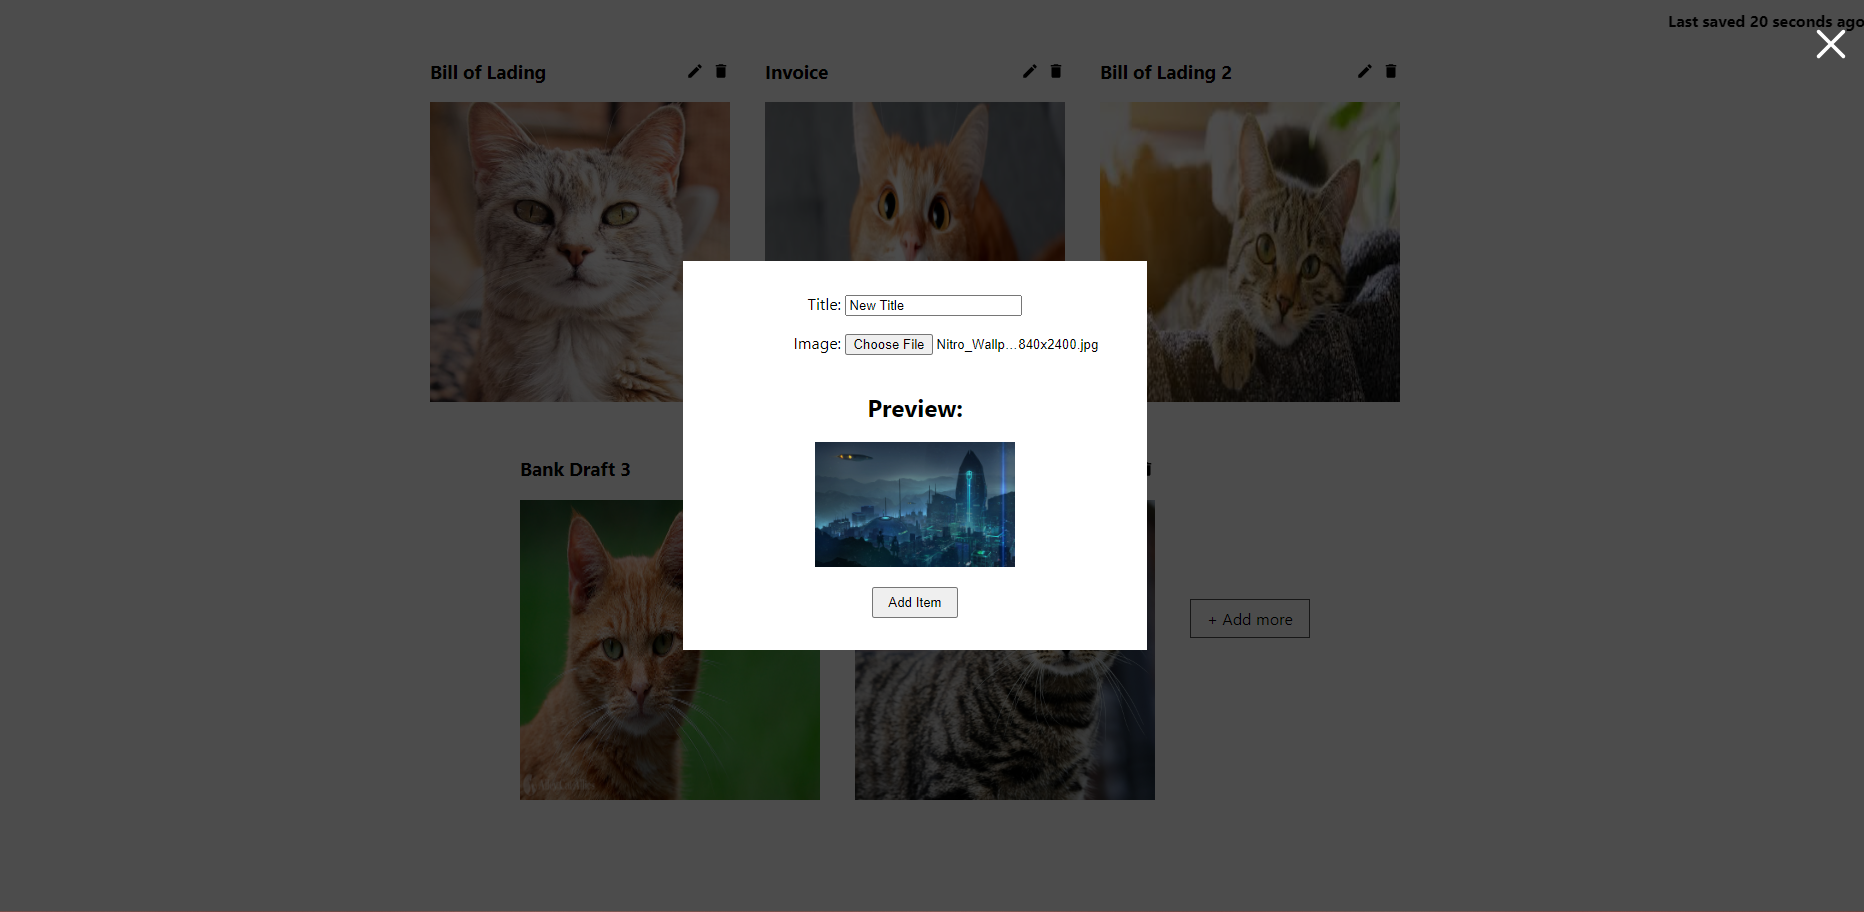 Last saved 20 seconds ago
Bill of Lading
Invoice
Bill of Lading 2
Title: New Title
Image: Choose File Nitro_Wallp...840x2400.jpg
Preview:
Bank Draft 3
Add Item
+ Add more